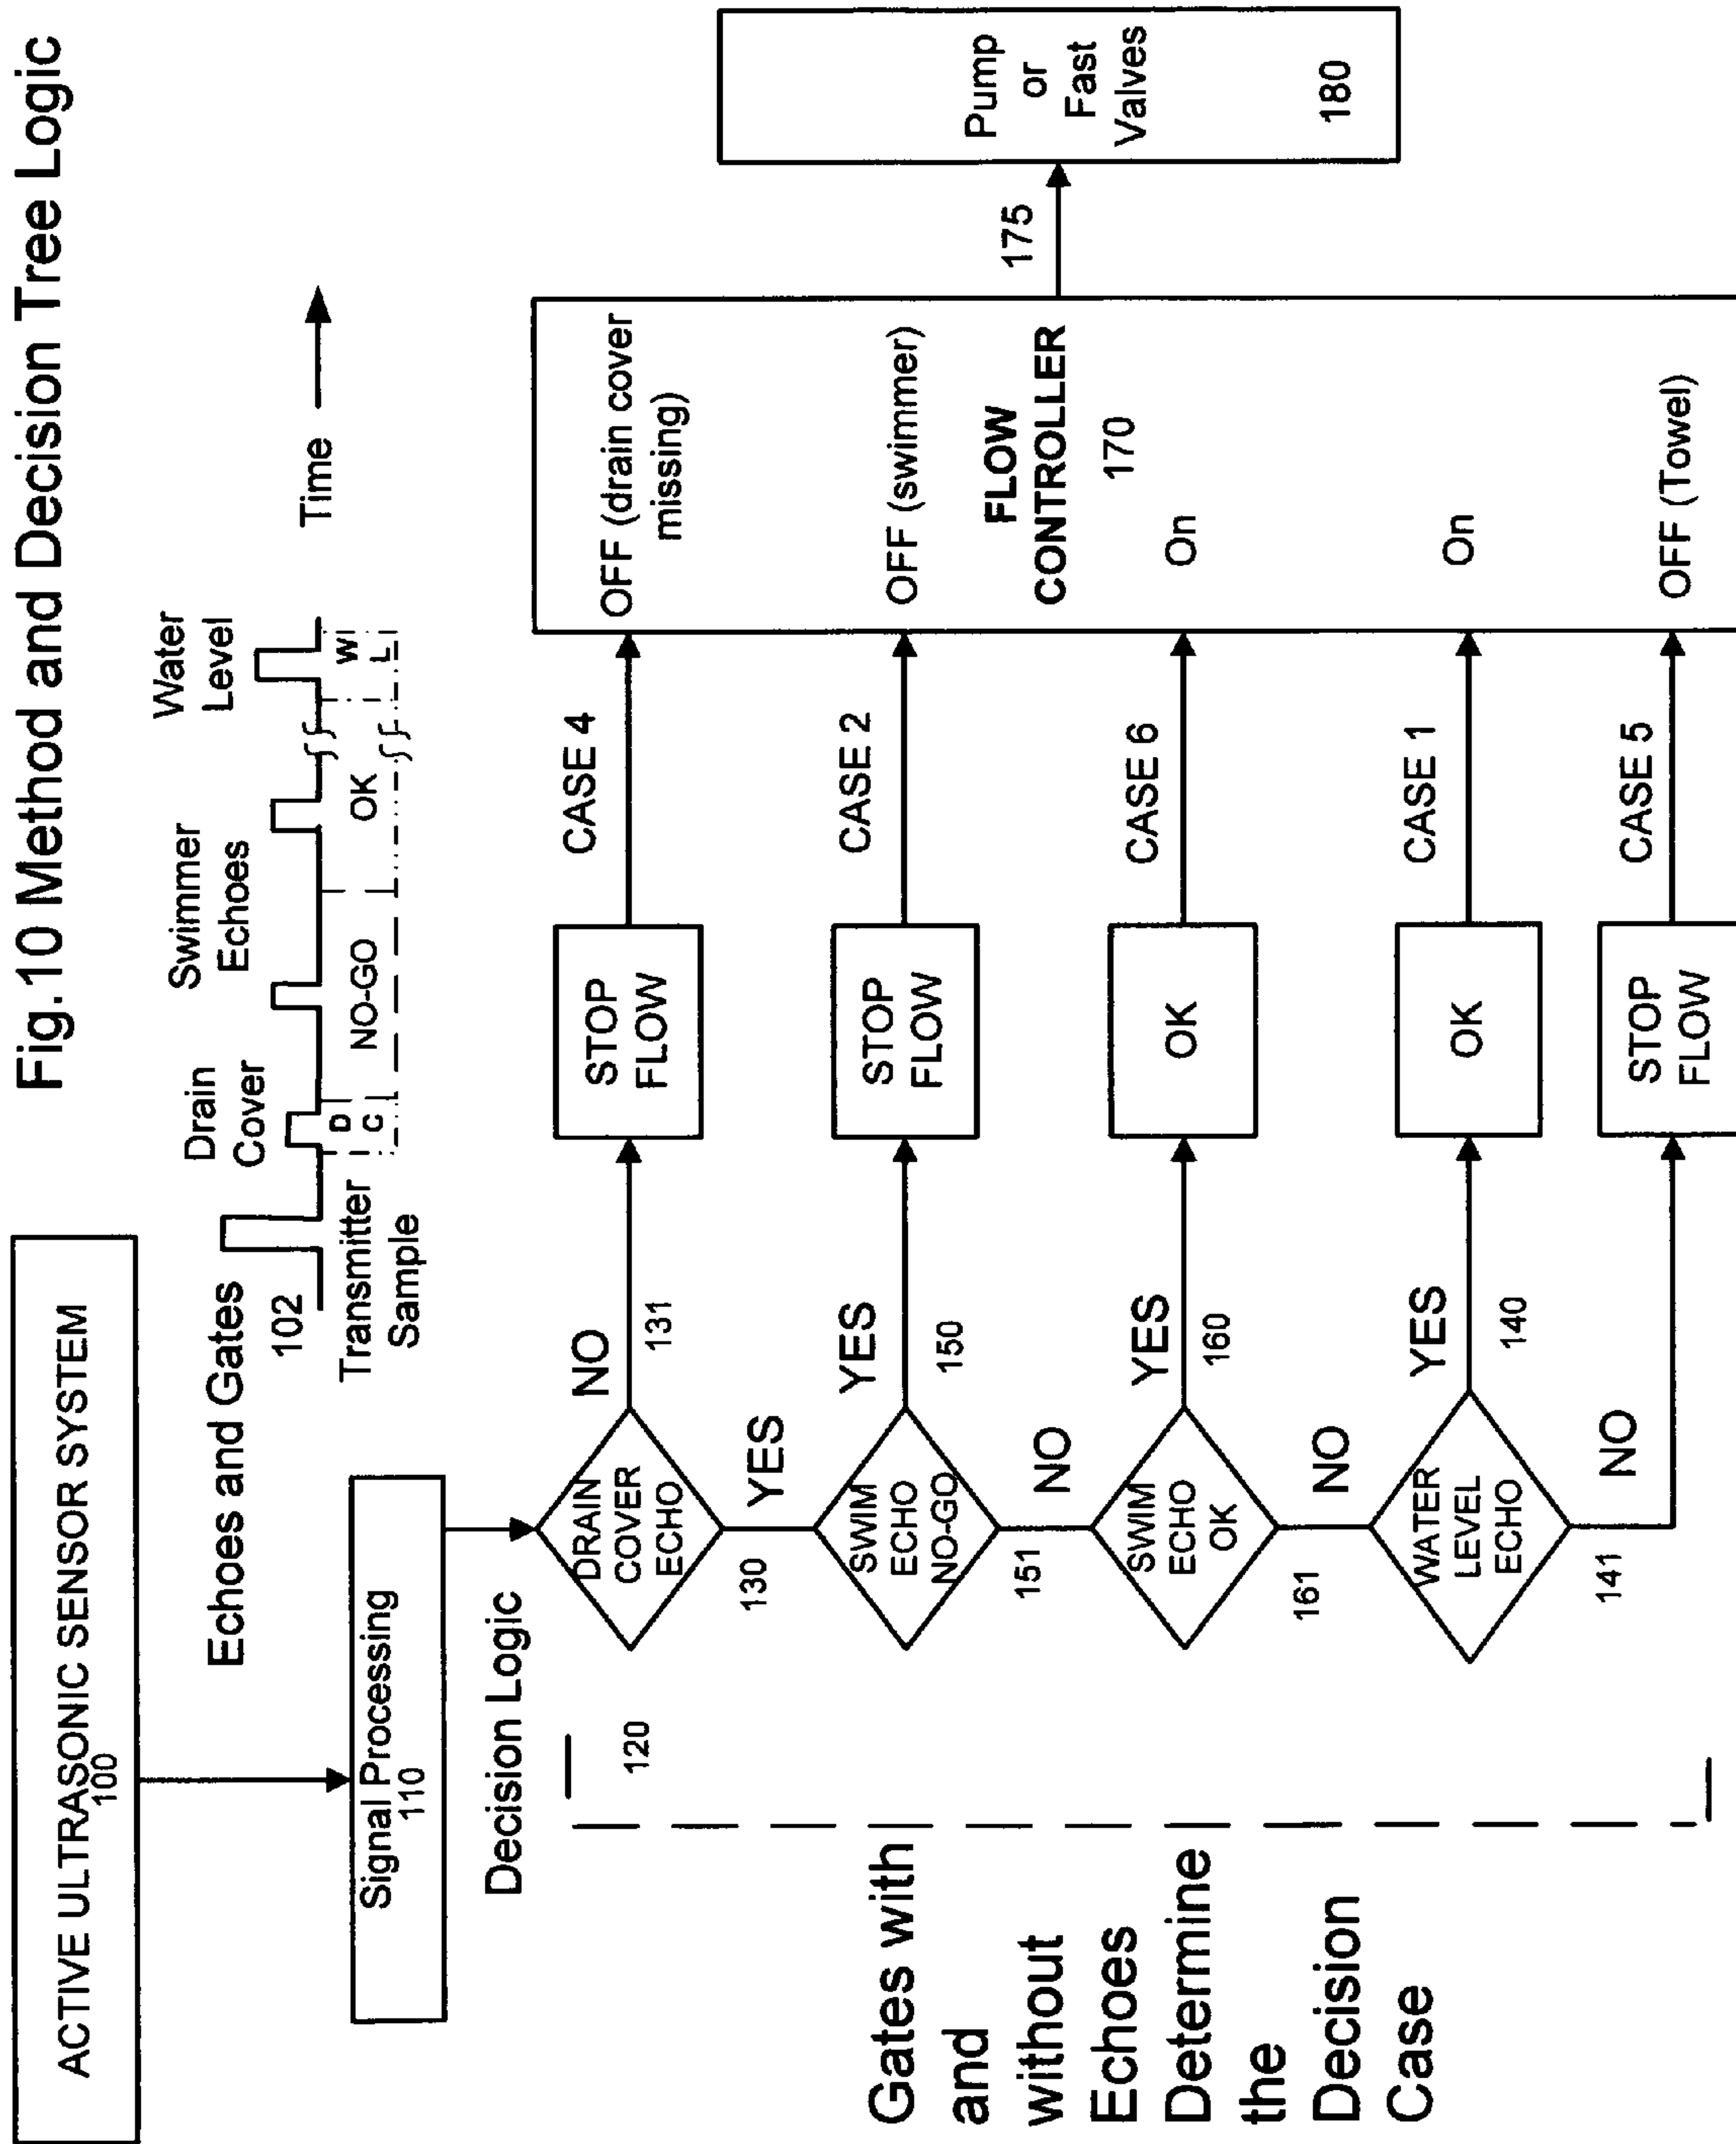 Fig.10 Method and Decision Tree Logic
ACTIVE ULTRASONIC SENSOR SYSTEM
100
Echoes and Gates
102
Transmitter
Sample
Drain
Cover
Swimmer
Echoes
Water
Level
Time
D
C
NO-GO
OK
W
L
Signal Processing
110
Decision Logic
120
Gates with
and
without
Echoes
Determine
the
Decision
Case
DRAIN
COVER
ECHO
NO
131
STOP
FLOW
CASE 4
OFF (drain cover
missing)
130
YES
SWIM
ECHO
NO-GO
YES
150
STOP
FLOW
CASE 2
OFF (swimmer)
FLOW
CONTROLLER
170
151
NO
SWIM
ECHO
OK
YES
160
OK
CASE 6
On
161
NO
WATER
LEVEL
ECHO
YES
140
OK
CASE 1
On
141
NO
STOP
FLOW
CASE 5
OFF (Towel)
175
Pump
or
Fast
Valves
180